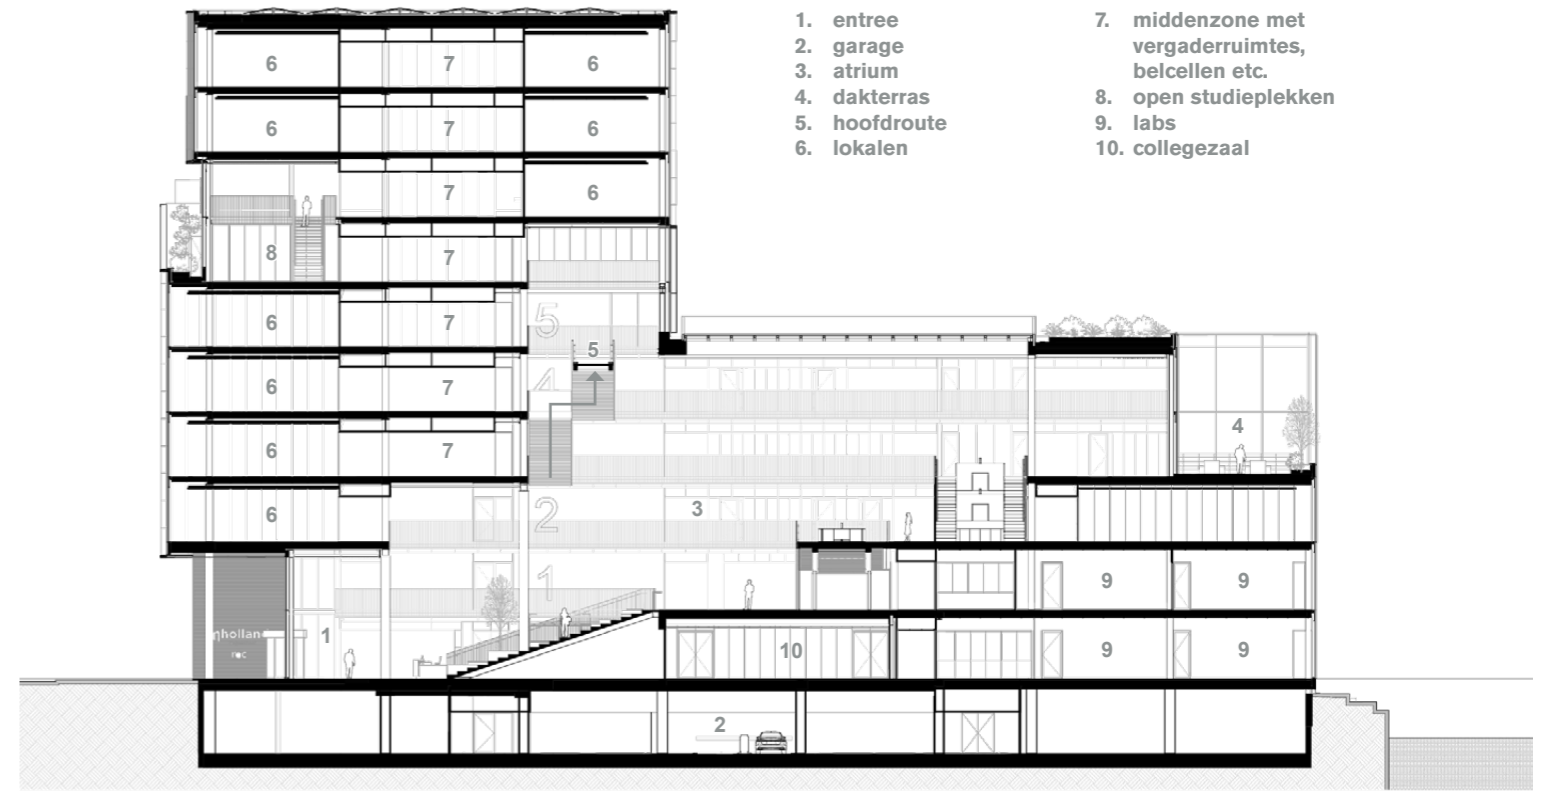 1. entree
2. garage
3. atrium
4. dakterras
5. hoofdroute
6. lokalen
7. middenzone met
vergaderruimtes,
belcellen etc.
8. open studieplekken
9. labs
10. collegezaal
6 7 6
6 7 6
7 6
8 7
6 7 5
5
6 7 4
6 7 4
6 2 3
1 9 9
inhollan
1 10 9 9
roc
2